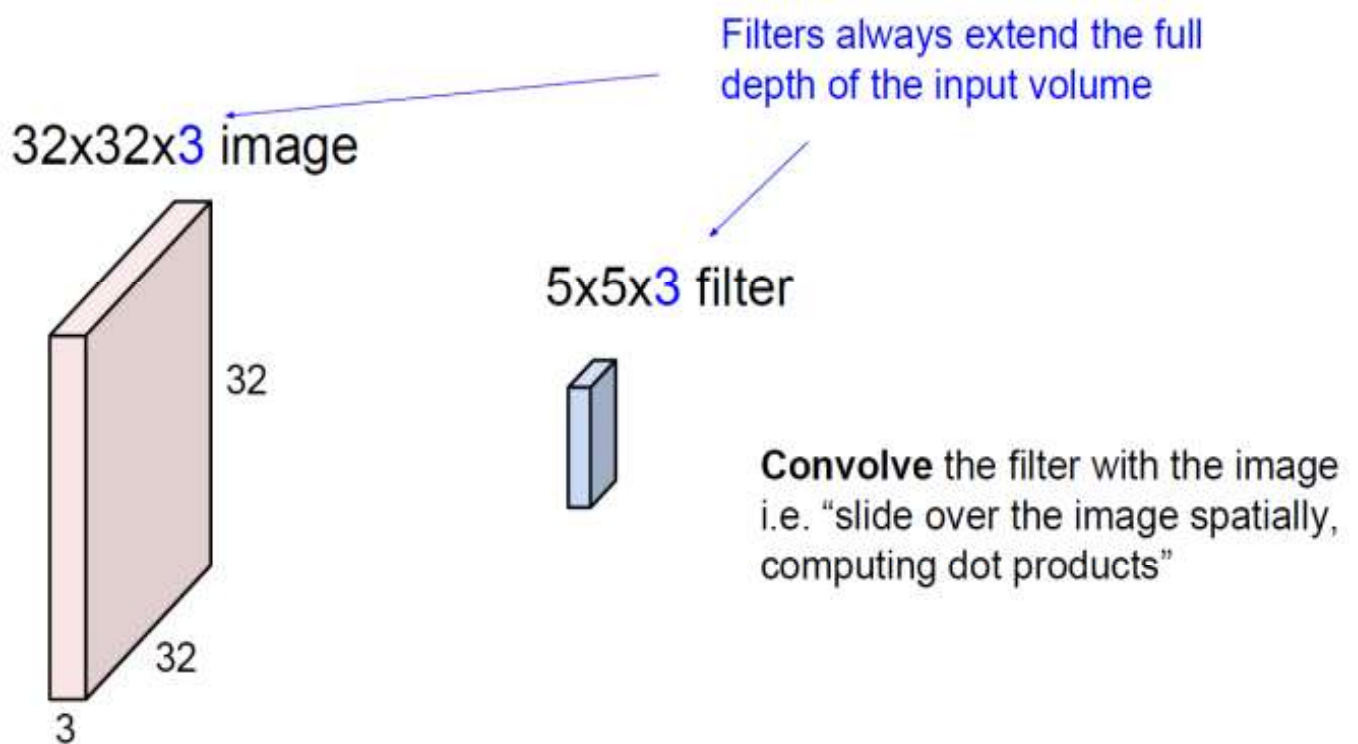 Filters always extend the full
depth of the input volume
32x32x3 image
5x5x3 filter
32
Convolve the filter with the image
i.e. “slide over the image spatially,
computing dot products”
32
3